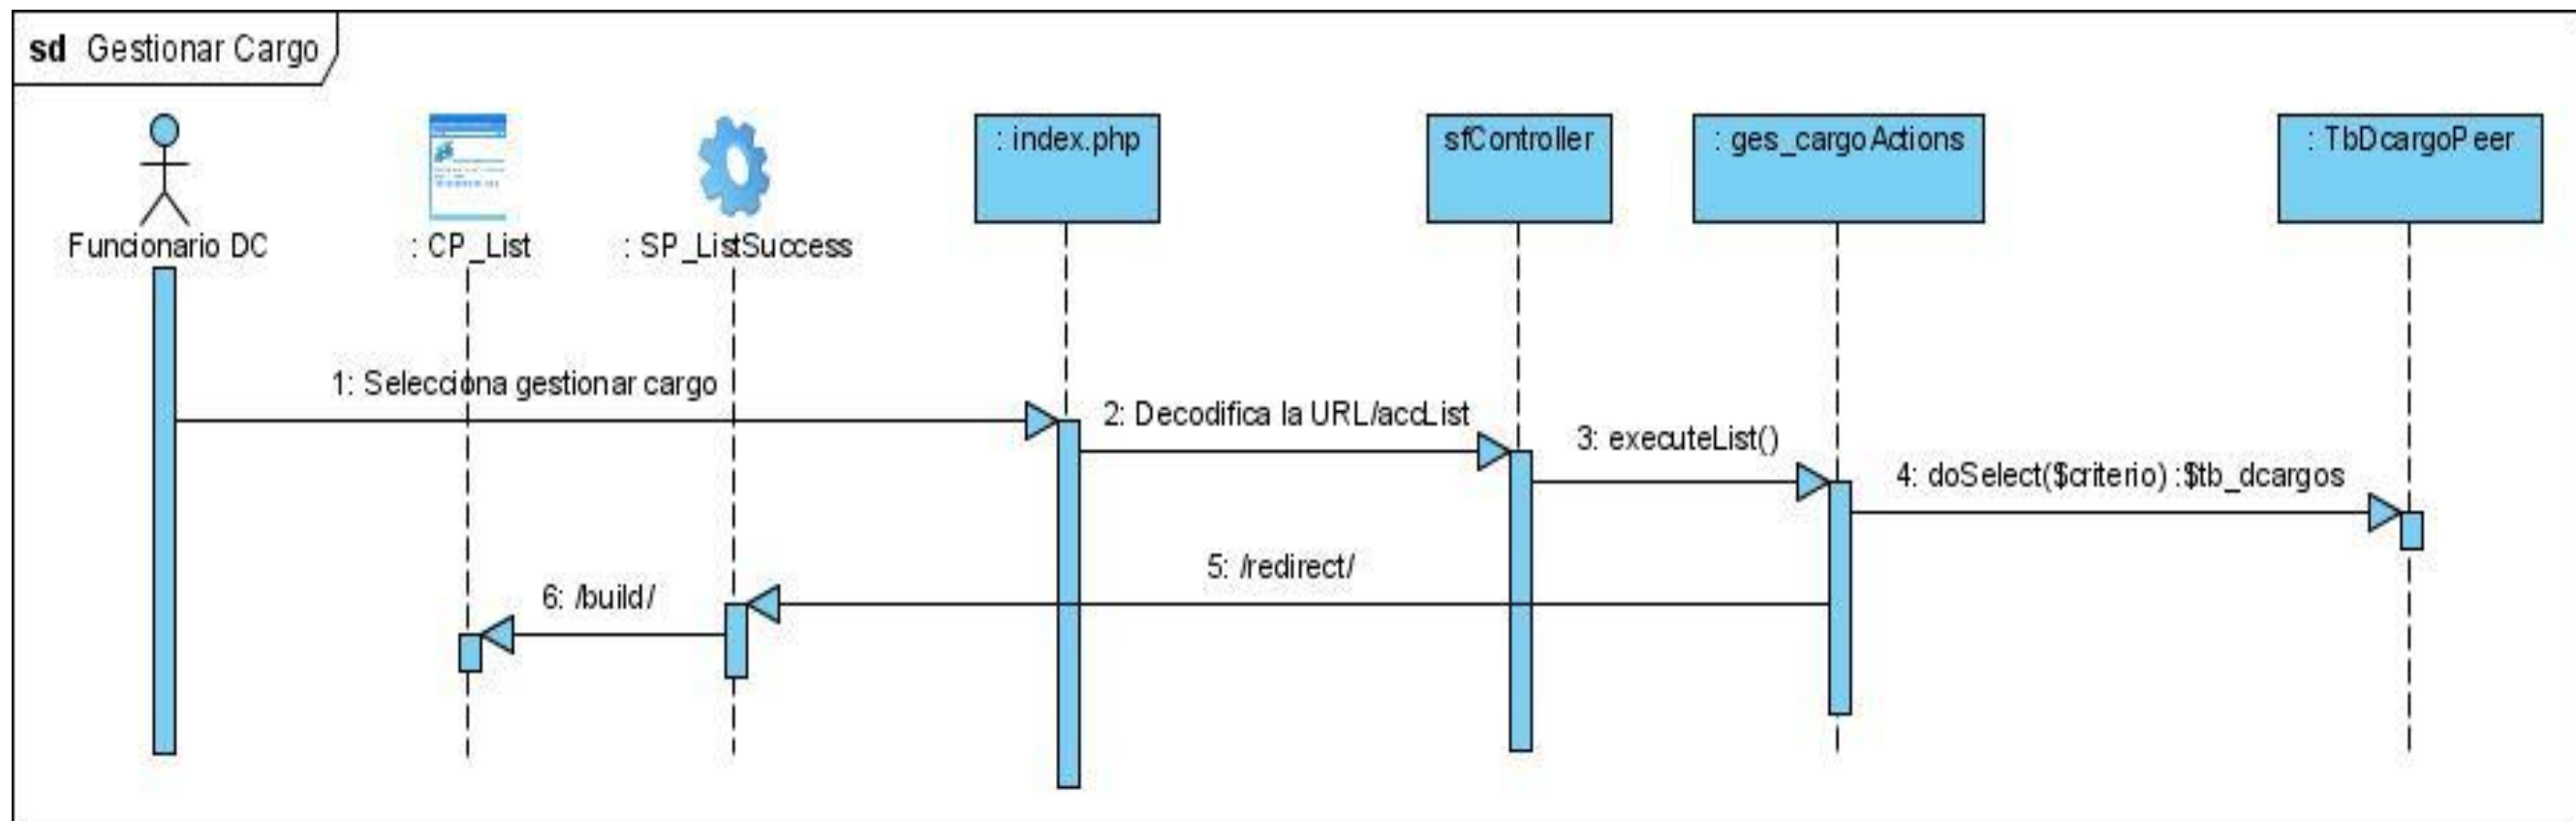 sd Gestionar Cargo
Funcionario DC
: CP_List
: SP_ListSuccess
: index.php
sfController
: ges_cargoActions
: TbDcargoPeer
1: Selecciona gestionar cargo
2: Decodifica la URL/accList
3: executeList()
4: doSelect($criterio) :$tb_dcargos
5: /redirect/
6: /build/